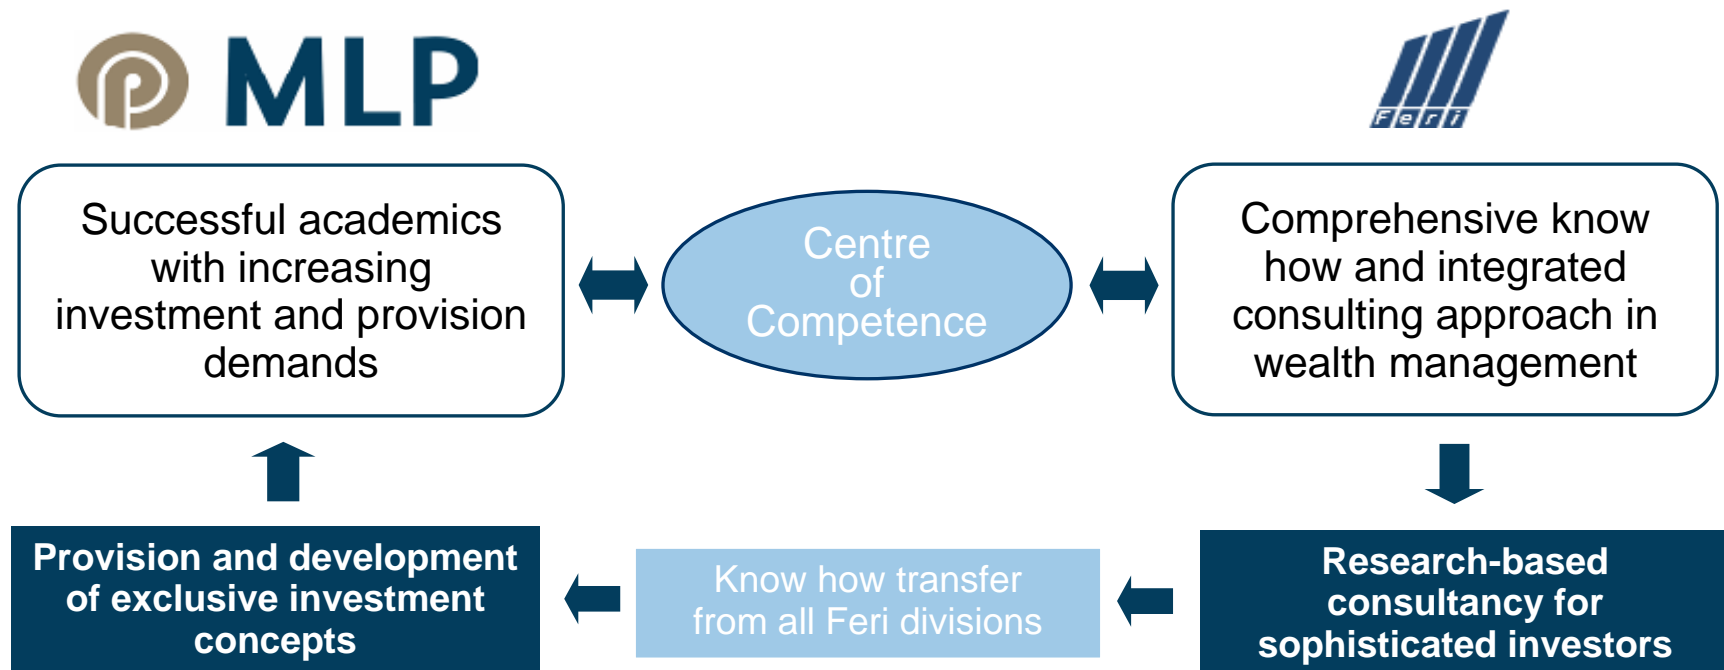 MLP
Feri
Successful academics
with increasing
investment and provision
demands
Centre
of
Competence
Comprehensive know
how and integrated
consulting approach in
wealth management
Provision and development
of exclusive investment
concepts
Know how transfer
from all Feri divisions
Research-based
consultancy for
sophisticated investors